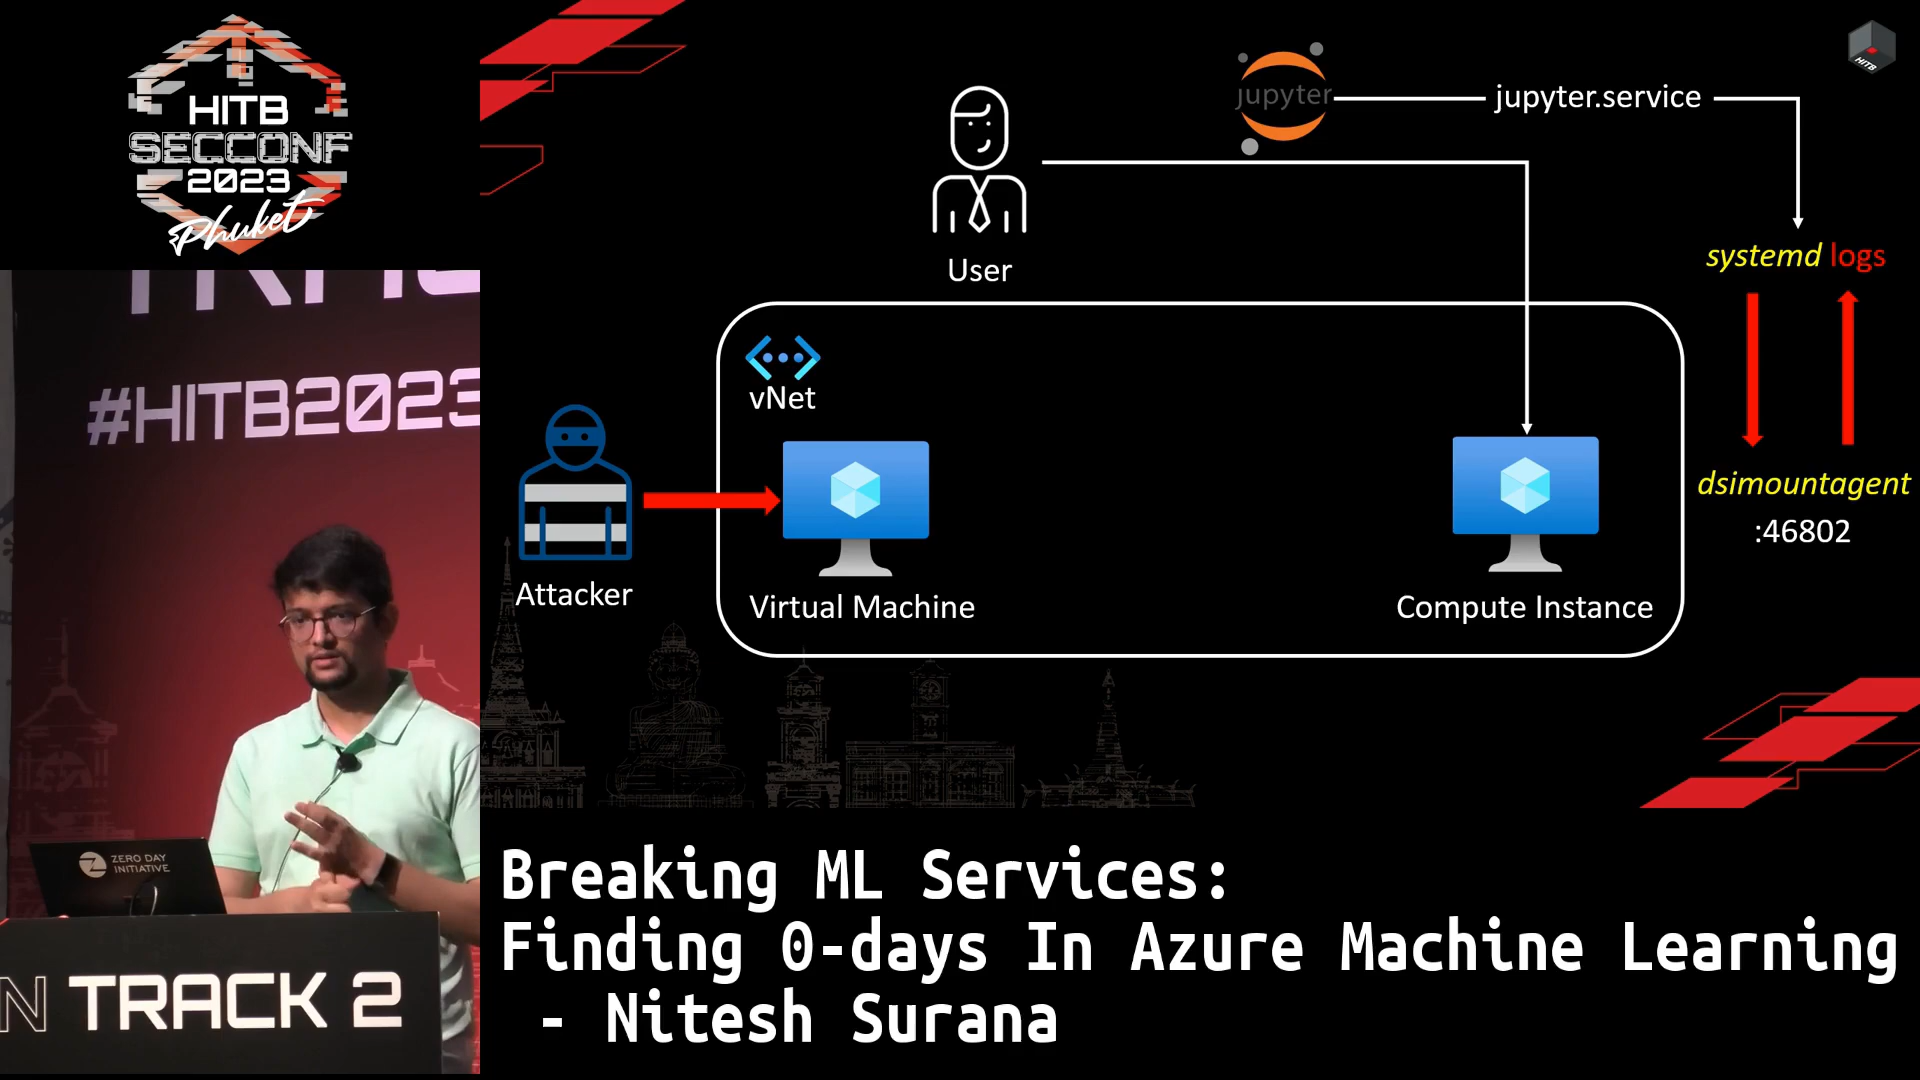 HITB
SECCONF
2023
Phuket
#HITB2023
ZERO DAY
INITIATIVE
N TRACK 2
jupyter
jupyter.service
HITB
User
systemd logs
vNet
dsimountagent
:46802
Attacker
Virtual Machine
Compute Instance
Breaking ML Services:
Finding 0-days In Azure Machine Learning
- Nitesh Surana